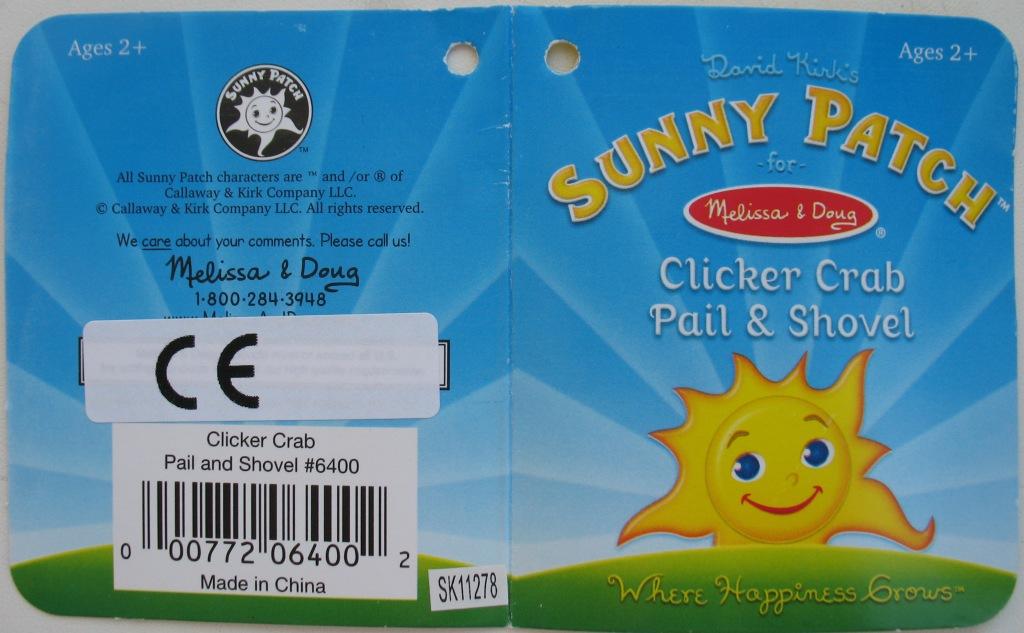 Ages 2+
SUNNY PATCH
TM
All Sunny Patch characters are ™ and /or ® of
Callaway & Kirk Company LLC.
© Callaway & Kirk Company LLC. All rights reserved.
We care about your comments. Please call us!
Melissa & Doug
1-800-284-3948
CE
Clicker Crab
Pail and Shovel #6400
0 00772 06400 2
Made in China
SK11278
Ages 2+
David Kirk's
SUNNY PATCH™
-for-
Melissa & Doug®
Clicker Crab
Pail & Shovel
Where Happiness Grows™